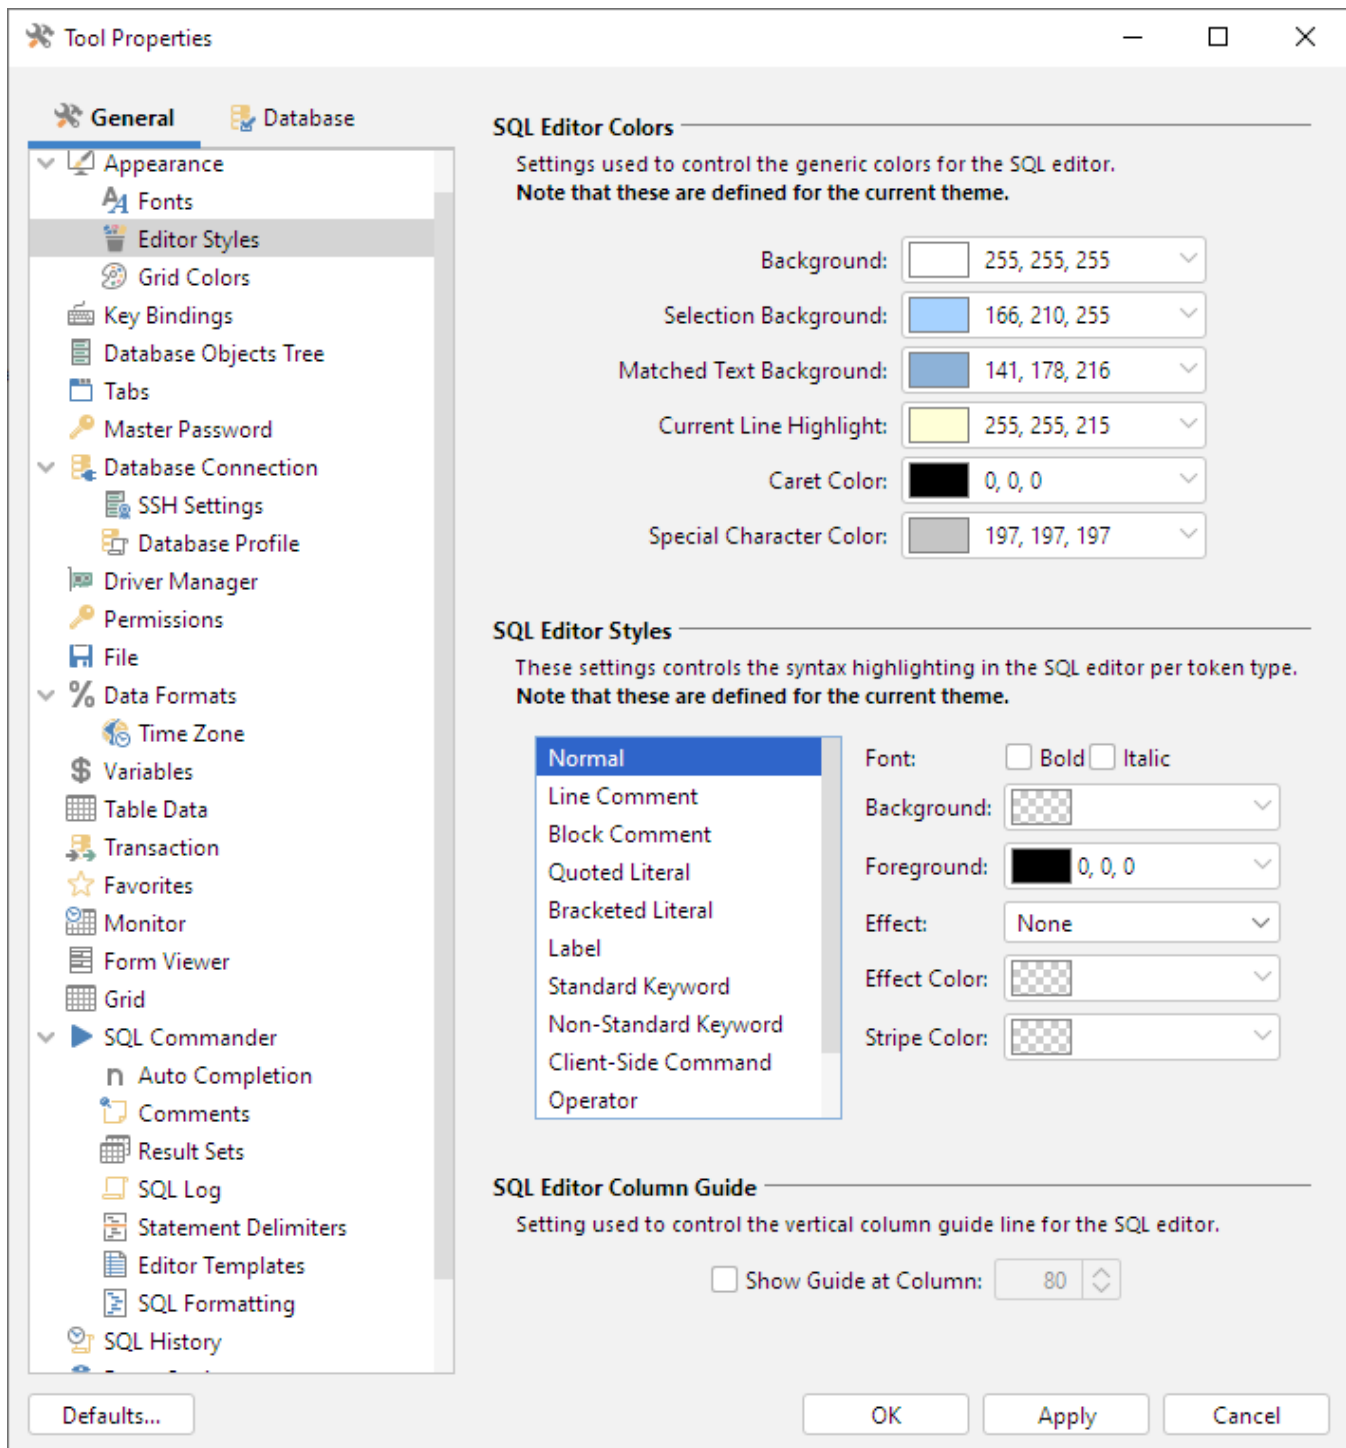 Tool Properties
General
Database
Appearance
Fonts
Editor Styles
Grid Colors
Key Bindings
Database Objects Tree
Tabs
Master Password
Database Connection
SSH Settings
Database Profile
Driver Manager
Permissions
File
Data Formats
Time Zone
Variables
Table Data
Transaction
Favorites
Monitor
Form Viewer
Grid
SQL Commander
Auto Completion
Comments
Result Sets
SQL Log
Statement Delimiters
Editor Templates
SQL Formatting
SQL History
Defaults...
SQL Editor Colors
Settings used to control the generic colors for the SQL editor.
Note that these are defined for the current theme.
Background: 255, 255, 255
Selection Background: 166, 210, 255
Matched Text Background: 141, 178, 216
Current Line Highlight: 255, 255, 215
Caret Color: 0, 0, 0
Special Character Color: 197, 197, 197
SQL Editor Styles
These settings controls the syntax highlighting in the SQL editor per token type.
Note that these are defined for the current theme.
Normal
Line Comment
Block Comment
Quoted Literal
Bracketed Literal
Label
Standard Keyword
Non-Standard Keyword
Client-Side Command
Operator
Font: Bold Italic
Background:
Foreground: 0, 0, 0
Effect: None
Effect Color:
Stripe Color:
SQL Editor Column Guide
Setting used to control the vertical column guide line for the SQL editor.
Show Guide at Column: 80
OK
Apply
Cancel